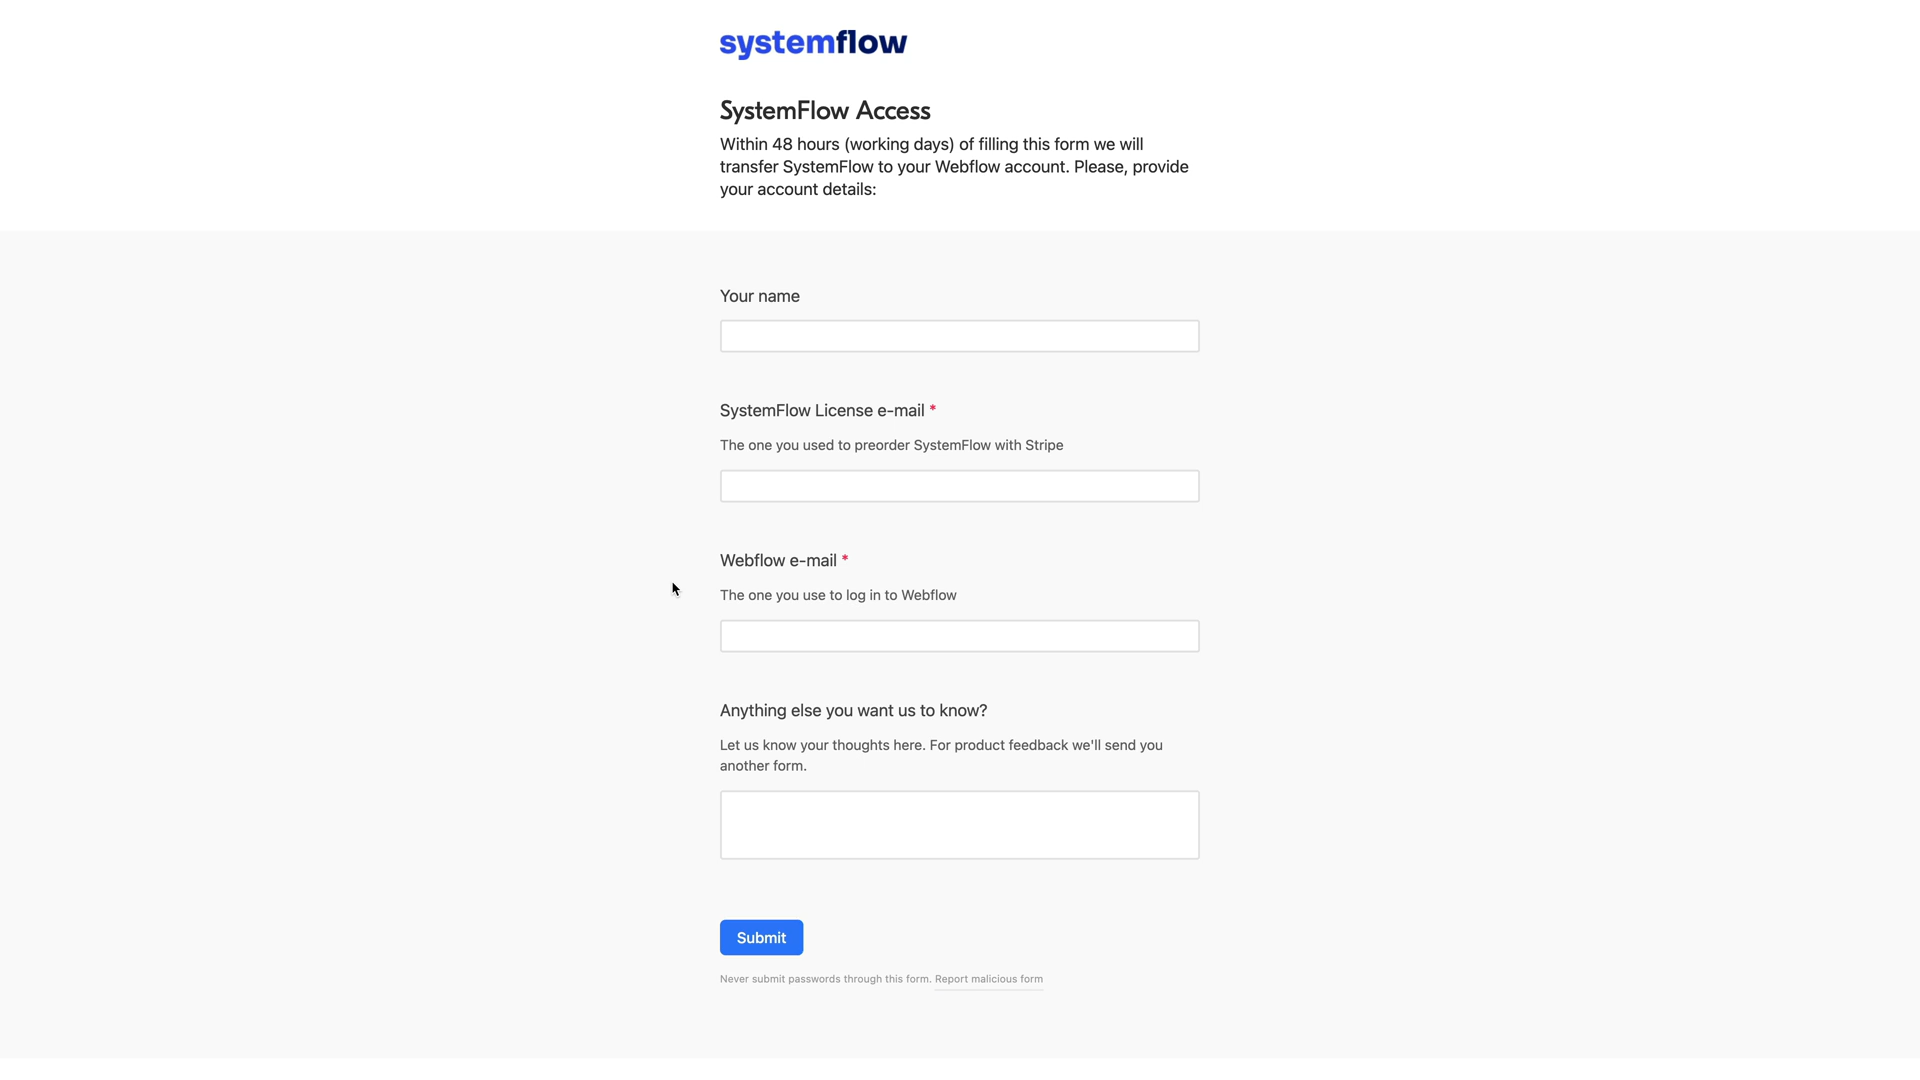 systemflow
SystemFlow Access
Within 48 hours (working days) of filling this form we will
transfer SystemFlow to your Webflow account. Please, provide
your account details:
Your name
SystemFlow License e-mail *
The one you used to preorder SystemFlow with Stripe
Webflow e-mail *
The one you use to log in to Webflow
Anything else you want us to know?
Let us know your thoughts here. For product feedback we'll send you
another form.
Submit
Never submit passwords through this form. Report malicious form